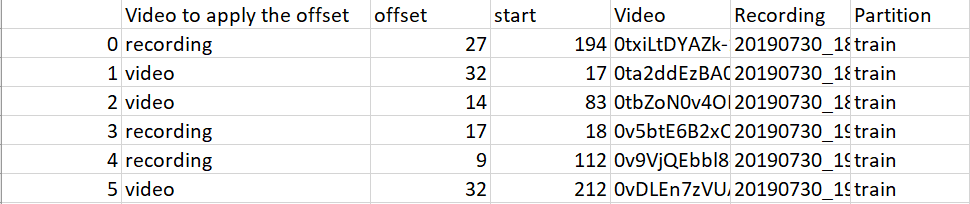 Video to apply the offset offset start Video Recording Partition
0 recording 27 194 0txiLtDYAZk- 20190730_18 train
1 video 32 17 0ta2ddEzBA0 20190730_18 train
2 video 14 83 0tbZoN0v4O 20190730_18 train
3 recording 17 18 0v5btE6B2xC 20190730_19 train
4 recording 9 112 0v9VjQEbbl8 20190730_19 train
5 video 32 212 0vDLEn7zVU 20190730_19 train